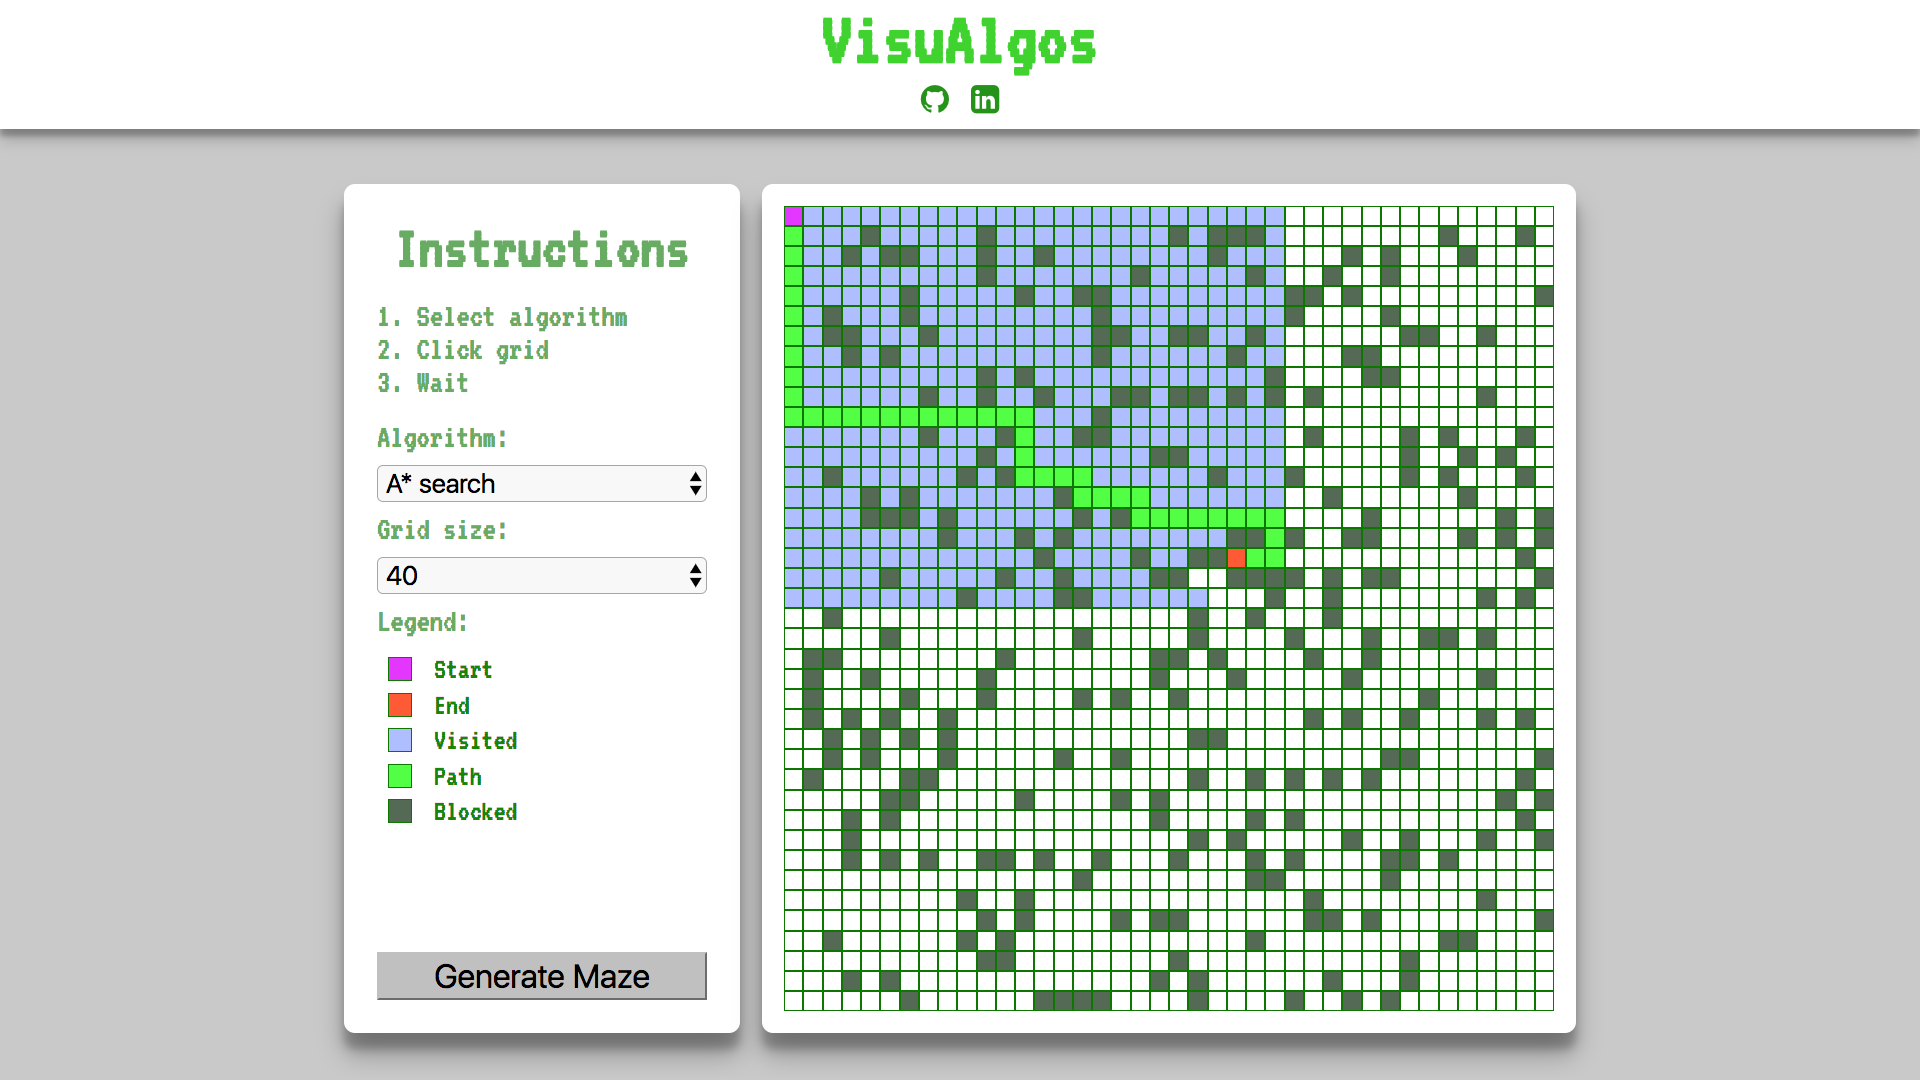 VisuAlgos
in
Instructions
1. Select algorithm
2. Click grid
3. Wait
Algorithm:
A* search
Grid size:
40
Legend:
Start
End
Visited
Path
Blocked
Generate Maze